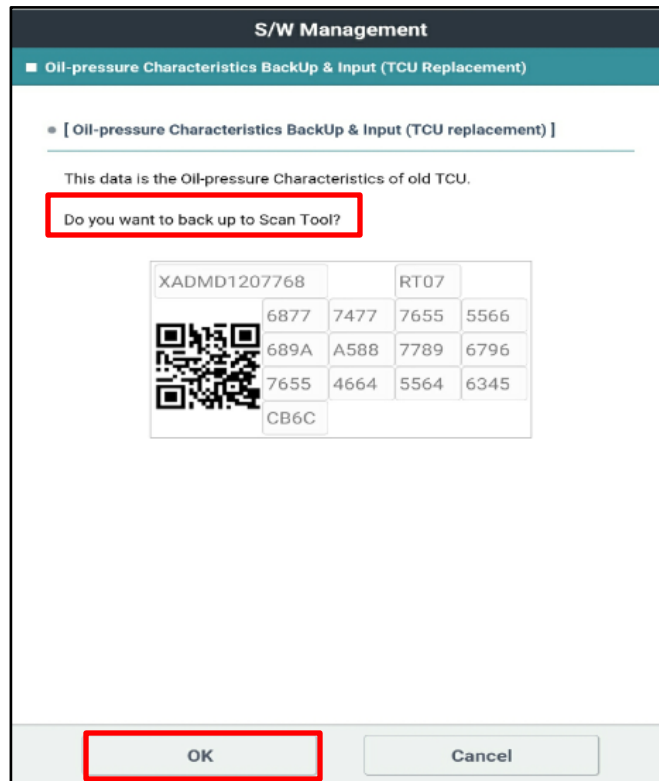 S/W Management
Oil-pressure Characteristics BackUp & Input (TCU Replacement)
[ Oil-pressure Characteristics BackUp & Input (TCU replacement) ]
This data is the Oil-pressure Characteristics of old TCU.
Do you want to back up to Scan Tool?
XADMD1207768 RT07
6877 7477 7655 5566
689A A588 7789 6796
7655 4664 5564 6345
CB6C
OK Cancel